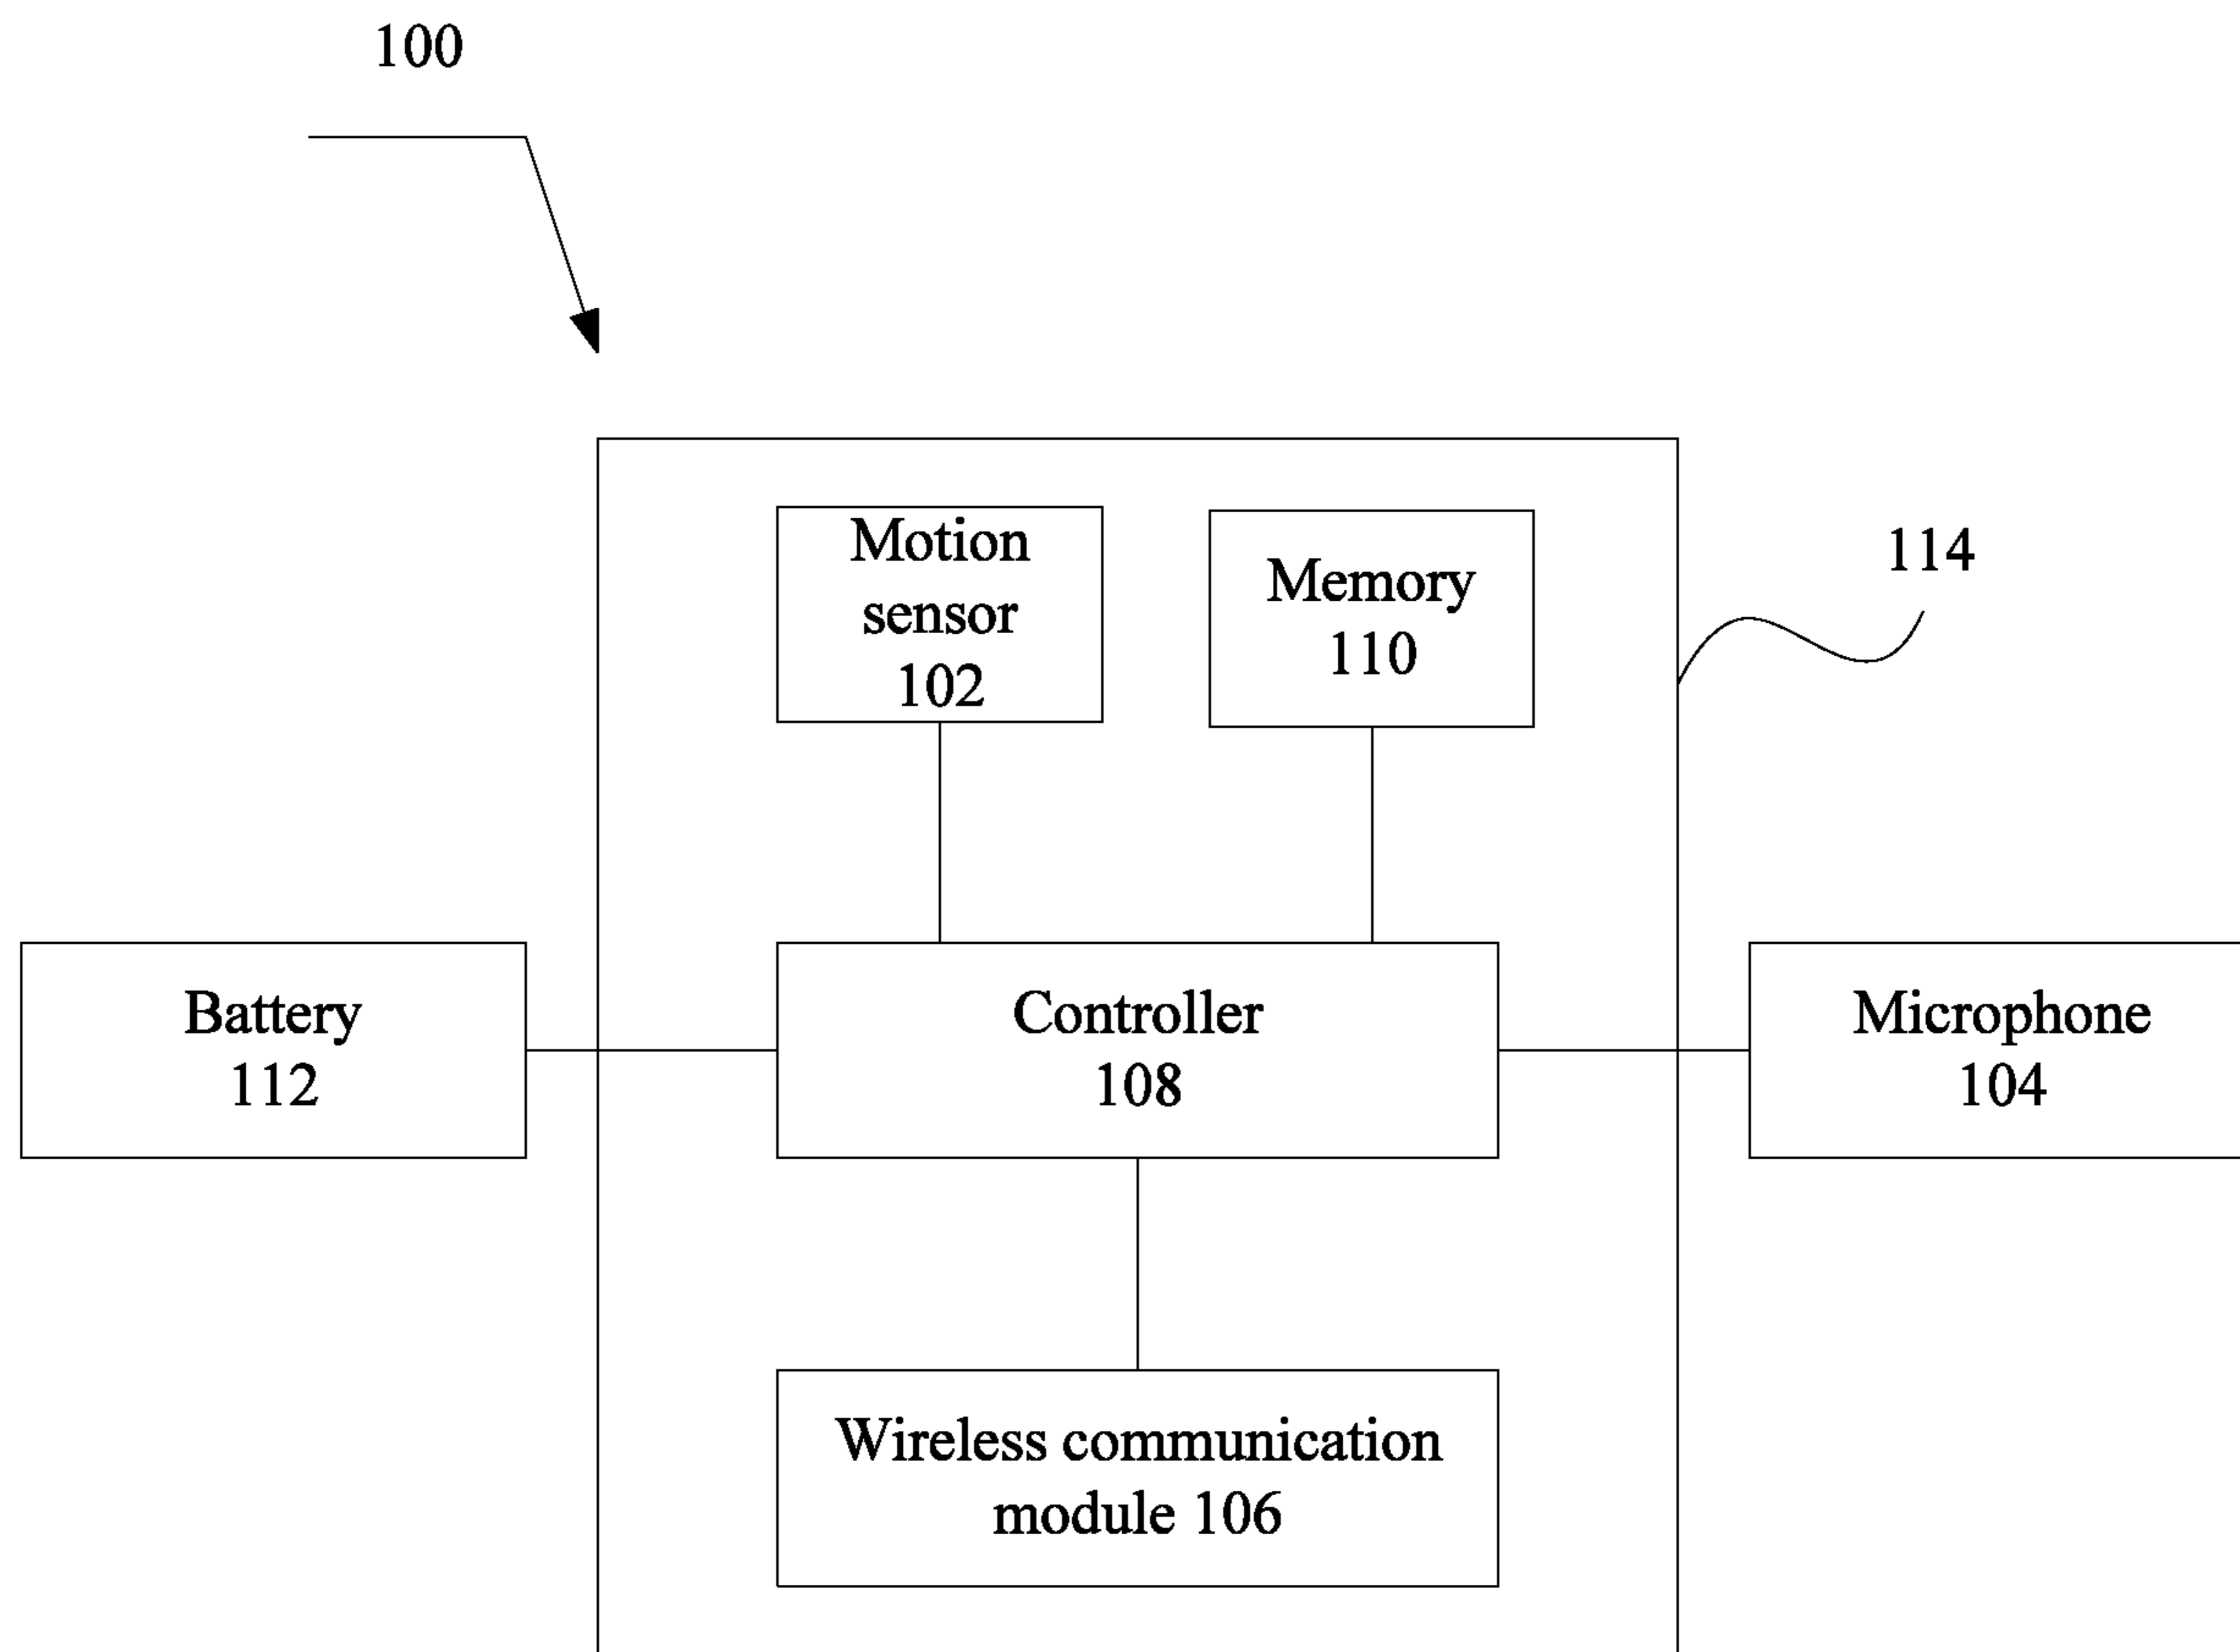 100
Motion
sensor
102
Memory
110
114
Battery
112
Controller
108
Microphone
104
Wireless communication
module 106